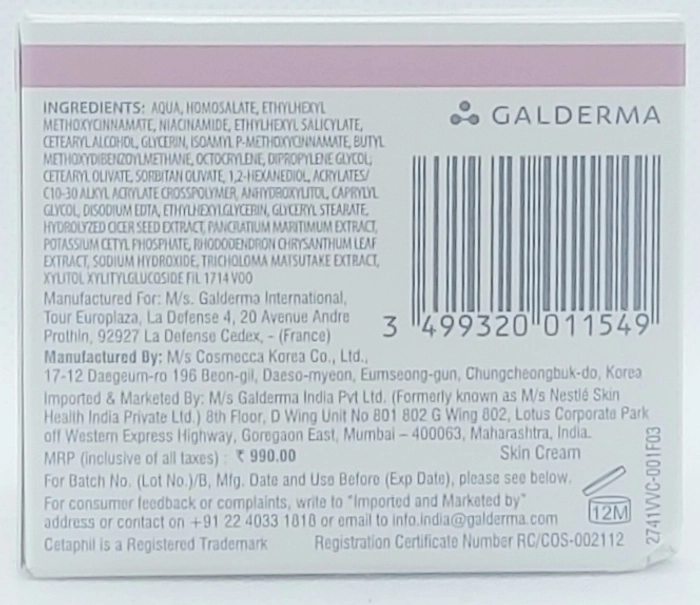 INGREDIENTS: AQUA, HOMOSALATE, ETHYLHEXYL
METHOXYCINNAMATE, NIACINAMIDE, ETHYLHEXYL SALICYLATE,
CETEARYL ALCOHOL, GLYCERIN, ISOAMYL P-METHOXYCINNAMATE, BUTYL
METHOXYDIBENZOYLMETHANE, OCTOCRYLENE, DIPROPYLENE GLYCOL,
CETEARYL OLIVATE, SORBITAN OLIVATE, 1,2-HEXANEDIOL, ACRYLATES/
C10-30 ALKYL ACRYLATE CROSSPOLYMER, ANHYDROXYLITOL, CAPRYLYL
GLYCOL, DISODIUM EDTA, ETHYLHEXYLGLYCERIN, GLYCERYL STEARATE,
HYDROLYZED CICER SEED EXTRACT, PANCRATIUM MARITIMUM EXTRACT,
POTASSIUM CETYL PHOSPHATE, RHODODENDRON CHRYSANTHUM LEAF
EXTRACT, SODIUM HYDROXIDE, TRICHOLOMA MATSUTAKE EXTRACT,
XYLITOL XYLITYLGLUCOSIDE FIL 1714 V00
GALDERMA
3 499320 011549
Manufactured For: M/s. Galderma International,
Tour Europlaza, La Defense 4, 20 Avenue Andre
Prothin, 92927 La Defense Cedex, - (France)
Manufactured By: M/s Cosmecca Korea Co., Ltd.,
17-12 Daegeum-ro 196 Beon-gil, Daeso-myeon, Eumseong-gun, Chungcheongbuk-do, Korea
Imported & Marketed By: M/s Galderma India Pvt Ltd. (Formerly known as M/s Nestlé Skin
Health India Private Ltd.) 8th Floor, D Wing Unit No 801 802 G Wing 802, Lotus Corporate Park
off Western Express Highway, Goregaon East, Mumbai – 400063, Maharashtra, India.
MRP (inclusive of all taxes) : ₹ 990.00 Skin Cream
For Batch No. (Lot No.)/B, Mfg. Date and Use Before (Exp Date), please see below.
For consumer feedback or complaints, write to "Imported and Marketed by"
address or contact on +91 22 4033 1818 or email to info.india@galderma.com
Cetaphil is a Registered Trademark Registration Certificate Number RC/COS-002112
12M
2741VVC-001F03